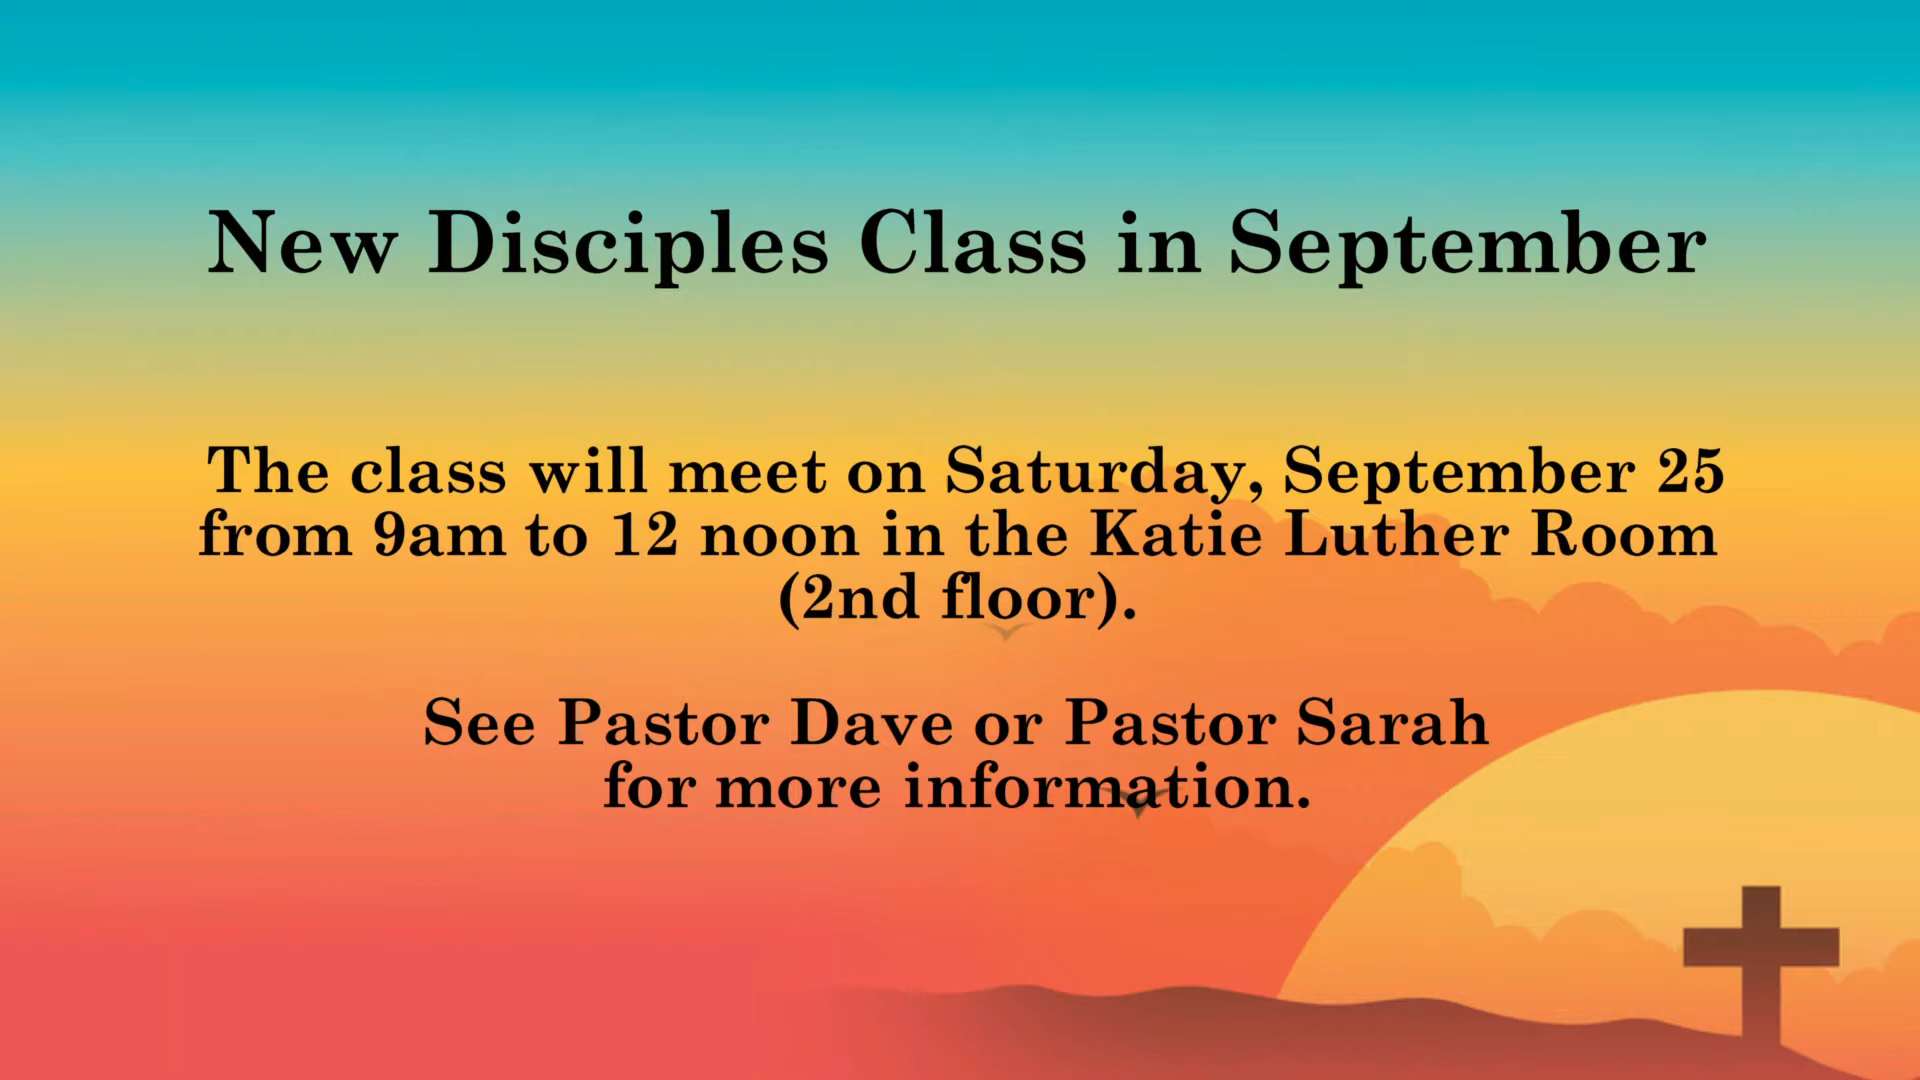 New Disciples Class in September
The class will meet on Saturday, September 25
from 9am to 12 noon in the Katie Luther Room
(2nd floor).
See Pastor Dave or Pastor Sarah
for more information.